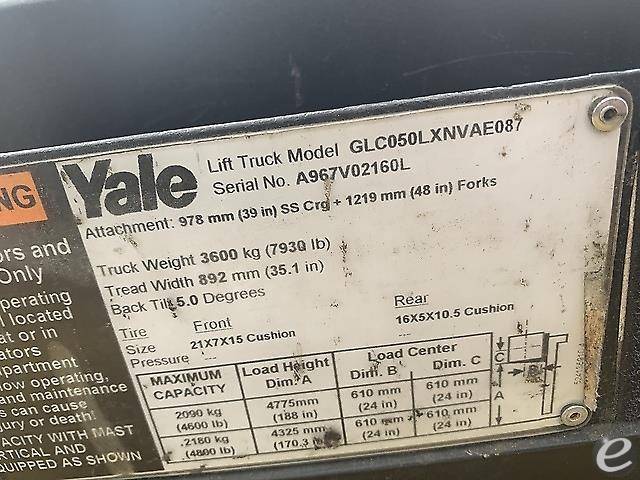 NG
ors and
Only
perating
l located
at or in
ators
partment
ow operating,
and maintenance
s can cause
ury or death!
ACITY WITH MAST
RTICAL AND
UIPPED AS SHOWN
Yale
Lift Truck Model GLC050LXNVAE087
Serial No. A967V02160L
Attachment: 978 mm (39 in) SS Crg + 1219 mm (48 in) Forks
Truck Weight 3600 kg (7930 lb)
Tread Width 892 mm (35.1 in)
Back Tilt 5.0 Degrees
Tire Front Rear
Size 21X7X15 Cushion 16X5X10.5 Cushion
Pressure -- --
MAXIMUM CAPACITY Load Height Dim. A Load Center Dim. B Dim. C
2090 kg (4600 lb) 4775mm (188 in) 610 mm (24 in) 610 mm (24 in)
2180 kg (4800 lb) 4325 mm (170.3 610 mm (24 in) 610 mm (24 in)
C
B
A
e